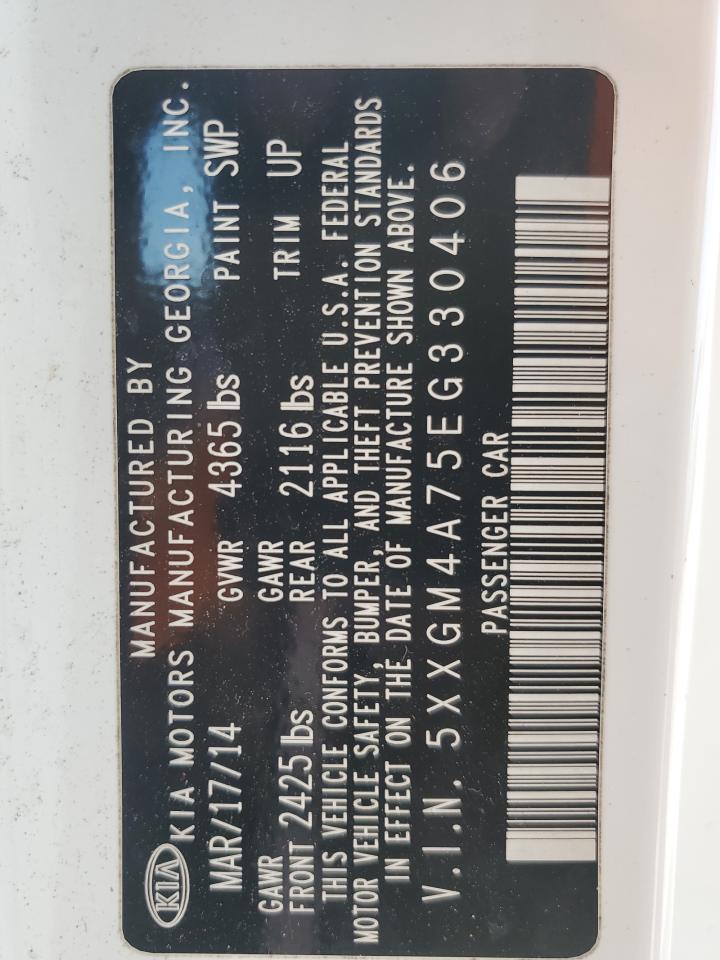 MANUFACTURED BY
KIA KIA MOTORS MANUFACTURING GEORGIA, INC.
MAR/17/14 GVWR 4365 lbs PAINT SWP
GAWR GAWR
FRONT 2425 lbs REAR 2116 lbs TRIM UP
THIS VEHICLE CONFORMS TO ALL APPLICABLE U.S.A. FEDERAL
MOTOR VEHICLE SAFETY, BUMPER, AND THEFT PREVENTION STANDARDS
IN EFFECT ON THE DATE OF MANUFACTURE SHOWN ABOVE.
V.I.N. 5XXGM4A75EG330406
PASSENGER CAR